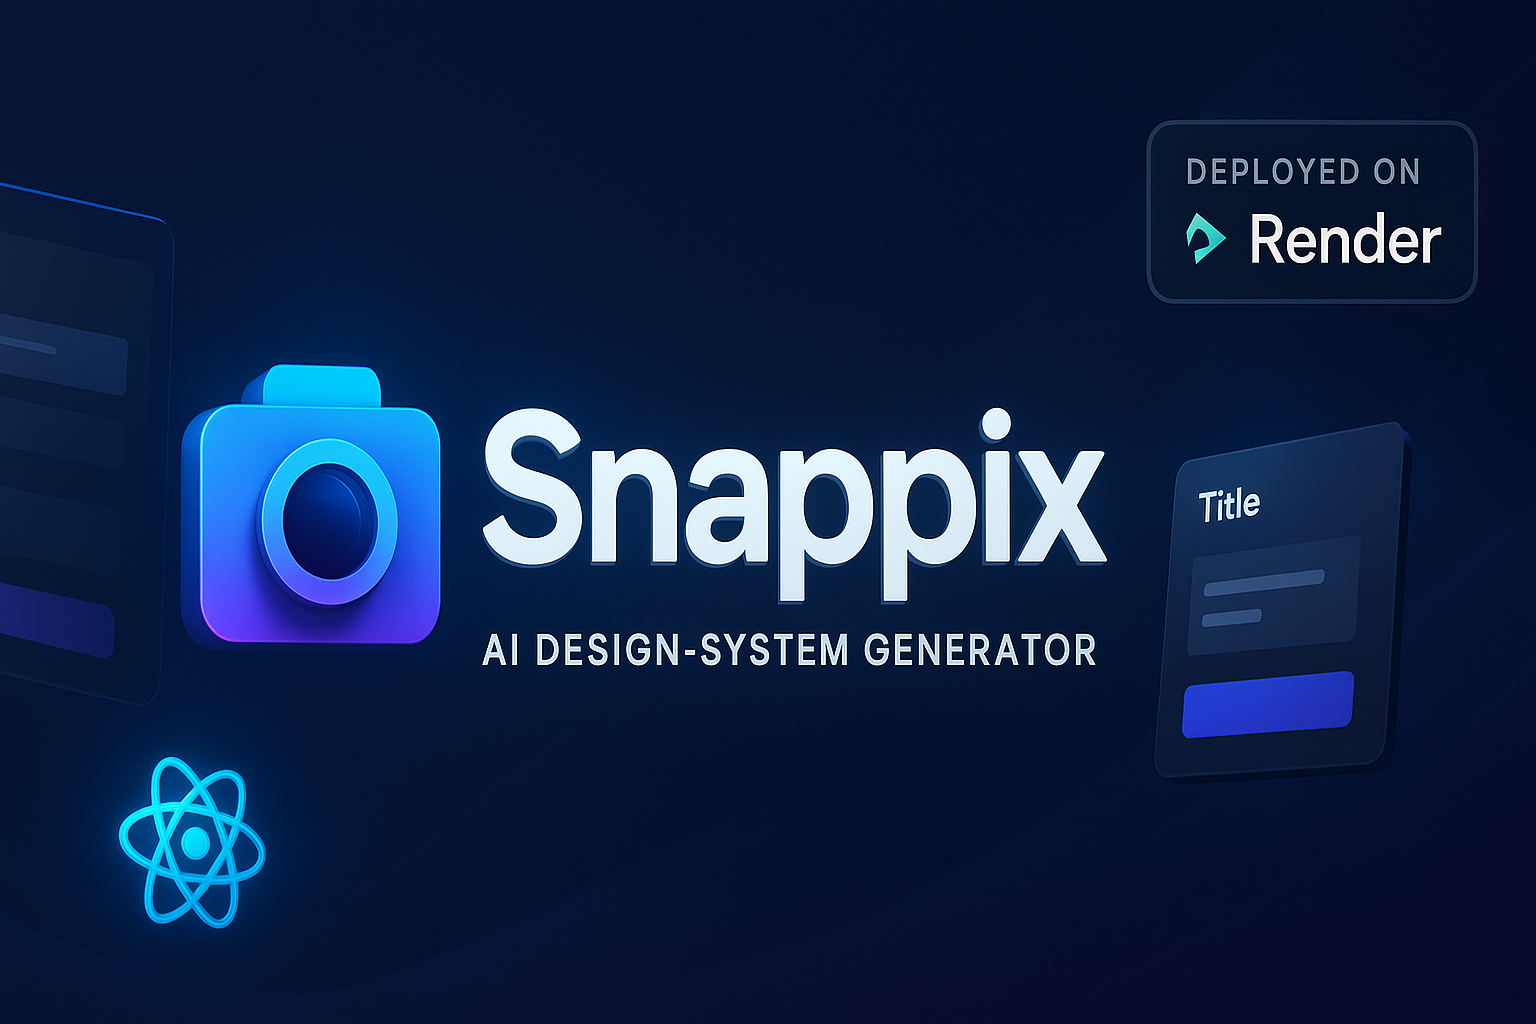 DEPLOYED ON
Render
Snappix
AI DESIGN-SYSTEM GENERATOR
Title